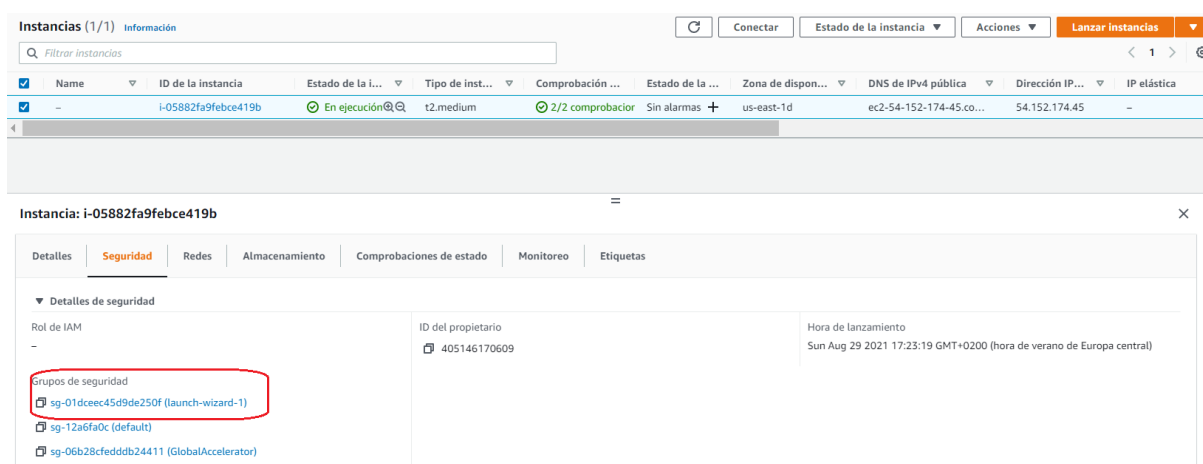 Instancias (1/1) Información
Conectar
Estado de la instancia
Acciones
Lanzar instancias
Filtrar instancias
1
Name ID de la instancia Estado de la i... Tipo de inst... Comprobación ... Estado de la ... Zona de dispon... DNS de IPv4 pública Dirección IP... IP elástica
– i-05882fa9febce419b En ejecución t2.medium 2/2 comprobacior Sin alarmas + us-east-1d ec2-54-152-174-45.co... 54.152.174.45 –
Instancia: i-05882fa9febce419b
Detalles Seguridad Redes Almacenamiento Comprobaciones de estado Monitoreo Etiquetas
Detalles de seguridad
Rol de IAM
–
ID del propietario
405146170609
Hora de lanzamiento
Sun Aug 29 2021 17:23:19 GMT+0200 (hora de verano de Europa central)
Grupos de seguridad
sg-01dceec45d9de250f (launch-wizard-1)
sg-12a6fa0c (default)
sg-06b28cfedddb24411 (GlobalAccelerator)